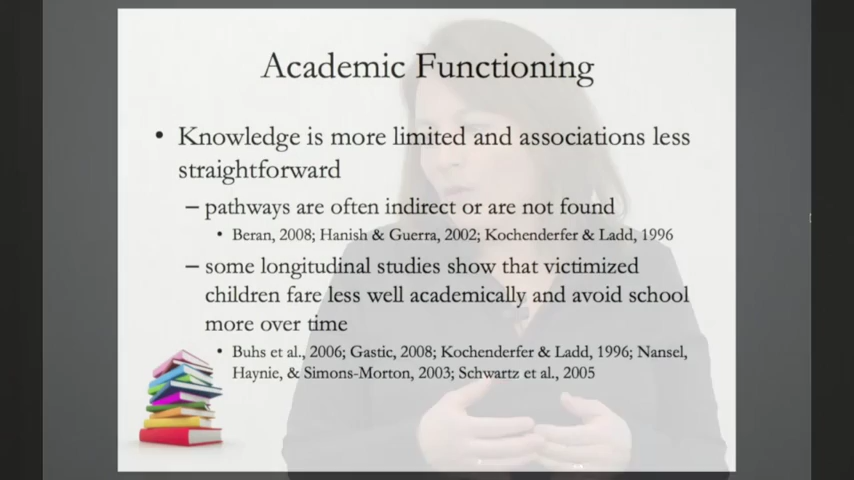 Academic Functioning
• Knowledge is more limited and associations less
straightforward
– pathways are often indirect or are not found
• Beran, 2008; Hanish & Guerra, 2002; Kochenderfer & Ladd, 1996
– some longitudinal studies show that victimized
children fare less well academically and avoid school
more over time
• Buhs et al., 2006; Gastic, 2008; Kochenderfer & Ladd, 1996; Nansel,
Haynie, & Simons-Morton, 2003; Schwartz et al., 2005